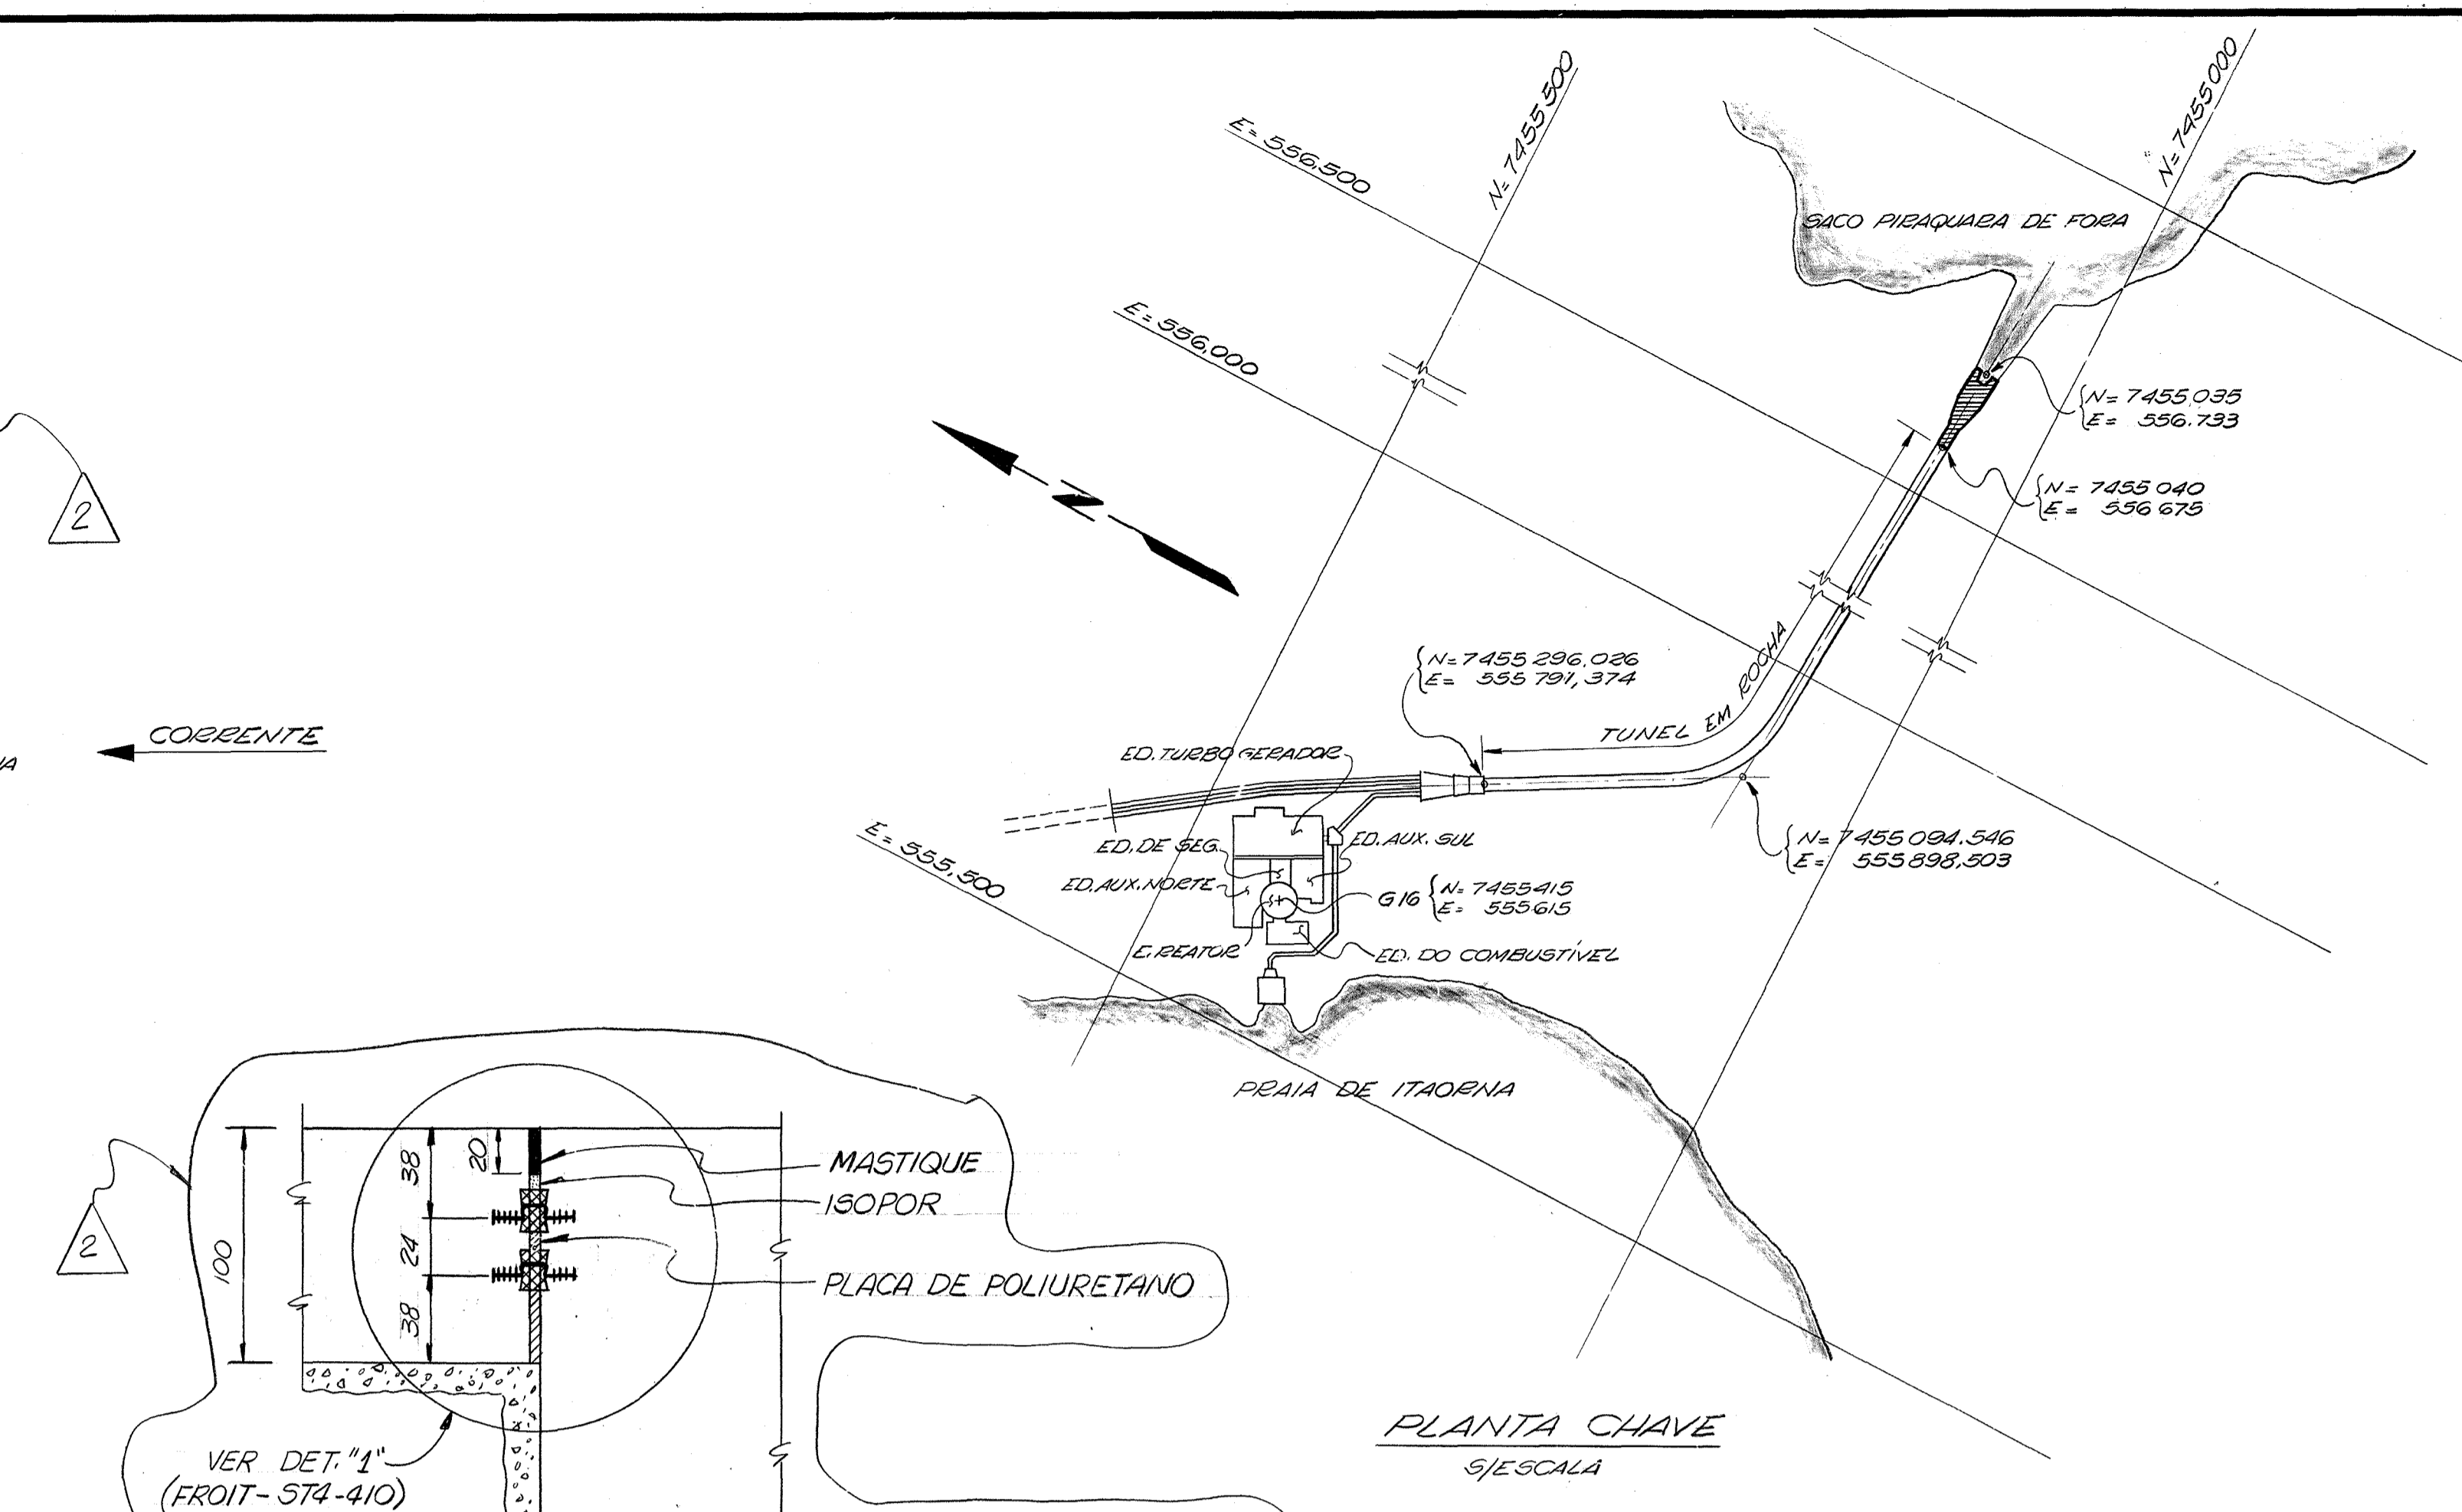 E= 556,500
N= 7455 500
N= 7455 000
SACO PIRAQUARA DE FORA
E= 556,000
N= 7455,035
E= 556.733
N= 7455 040
E= 556 675
N
2
CORRENTE
N=7455 296,026
E= 555 791,374
TUNEL EM ROCHA
ED. TURBO GERADOR
ED. DE SEG.
ED. AUX. SUL
N= 7455 094.546
E= 555 898,503
E= 555,500
ED. AUX. NORTE
G16
N= 7455415
E= 555615
E. REATOR
ED. DO COMBUSTÍVEL
PRAIA DE ITAORNA
38
20
MASTIQUE
ISOPOR
2
100
24
PLACA DE POLIURETANO
38
VER DET. "1"
(FROIT-ST4-410)
PLANTA CHAVE
S/ESCALA